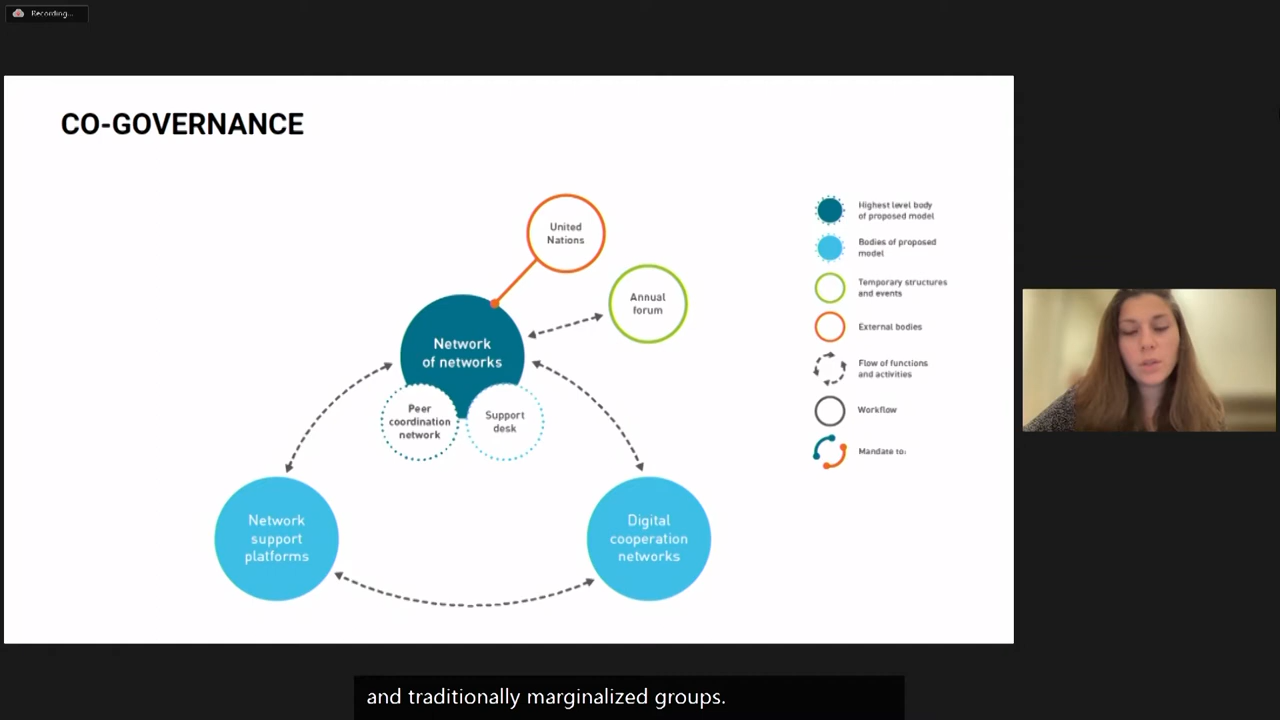 Recording...
CO-GOVERNANCE
United
Nations
Annual
forum
Network
of networks
Peer
coordination
network
Support
desk
Network
support
platforms
Digital
cooperation
networks
Highest level body
of proposed model
Bodies of proposed
model
Temporary structures
and events
External bodies
Flow of functions
and activities
Workflow
Mandate to:
and traditionally marginalized groups.